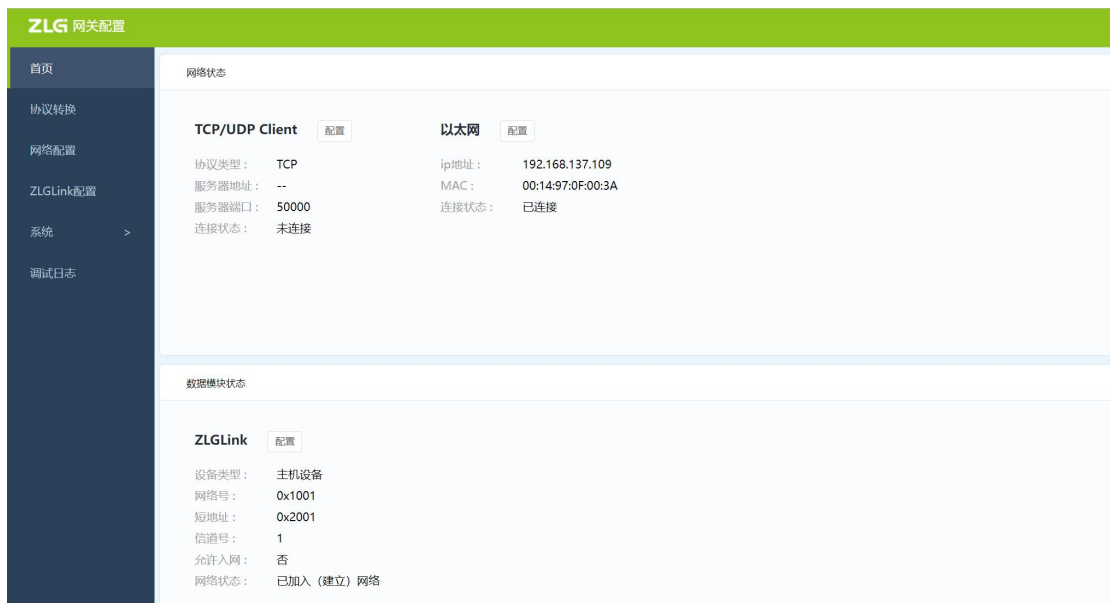 ZLG 网关配置
首页
协议转换
网络配置
ZLGLink配置
系统 >
调试日志
网络状态
TCP/UDP Client 配置
协议类型： TCP
服务器地址： --
服务器端口： 50000
连接状态： 未连接
以太网 配置
ip地址： 192.168.137.109
MAC： 00:14:97:0F:00:3A
连接状态： 已连接
数据模块状态
ZLGLink 配置
设备类型： 主机设备
网络号： 0x1001
短地址： 0x2001
信道号： 1
允许入网： 否
网络状态： 已加入（建立）网络